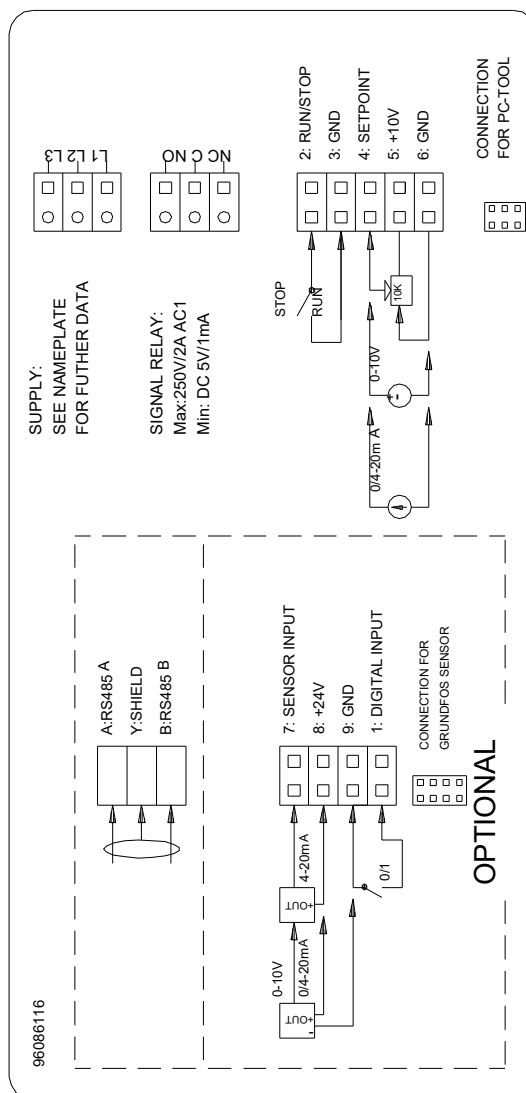 96086116
SUPPLY:
SEE NAMEPLATE
FOR FUTHER DATA
L1 L2 L3
SIGNAL RELAY:
Max:250V/2A AC1
Min: DC 5V/1mA
NC C NO
STOP
RUN
2: RUN/STOP
3: GND
4: SETPOINT
5: +10V
6: GND
0/4-20m A
0-10V
+
-
10K
CONNECTION
FOR PC-TOOL
A:RS485 A
Y:SHIELD
B:RS485 B
7: SENSOR INPUT
8: +24V
9: GND
1: DIGITAL INPUT
0-10V
0/4-20mA
4-20mA
OUT
+
-
OUT
+
0/1
CONNECTION FOR
GRUNDFOS SENSOR
OPTIONAL